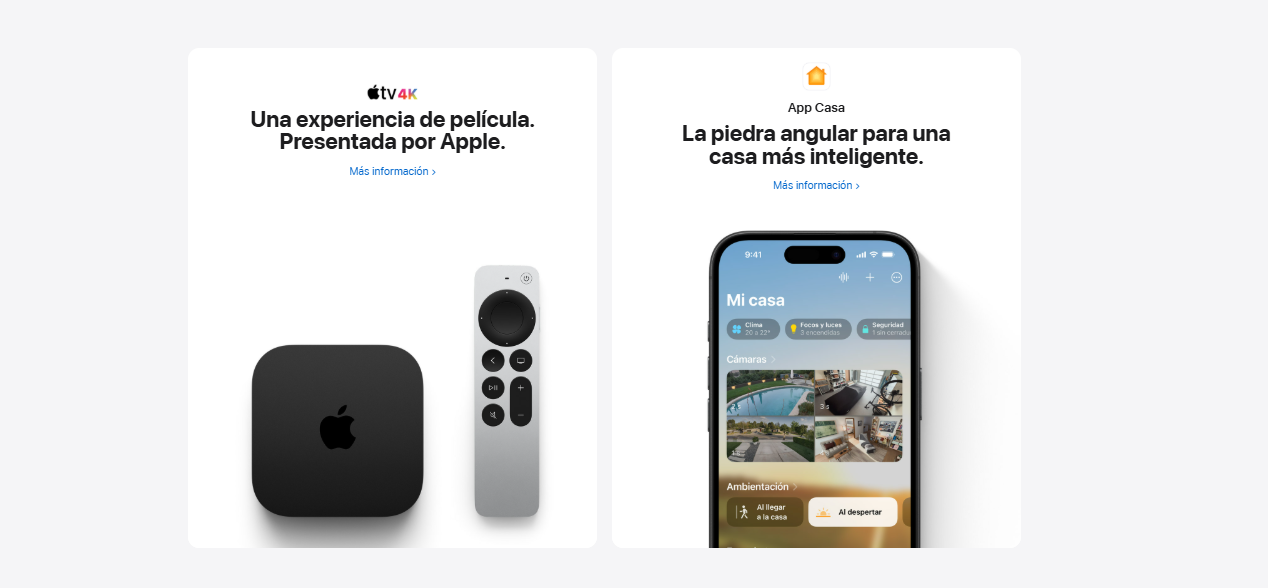 tv 4K
Una experiencia de película.
Presentada por Apple.
Más información >
App Casa
La piedra angular para una
casa más inteligente.
Más información >
9:41
Mi casa
Clima
20 a 22°
Focos y luces
3 encendidas
Seguridad
1 sin cerradu
Cámaras >
3 s
Ambientación >
Al llegar
a la casa
Al despertar